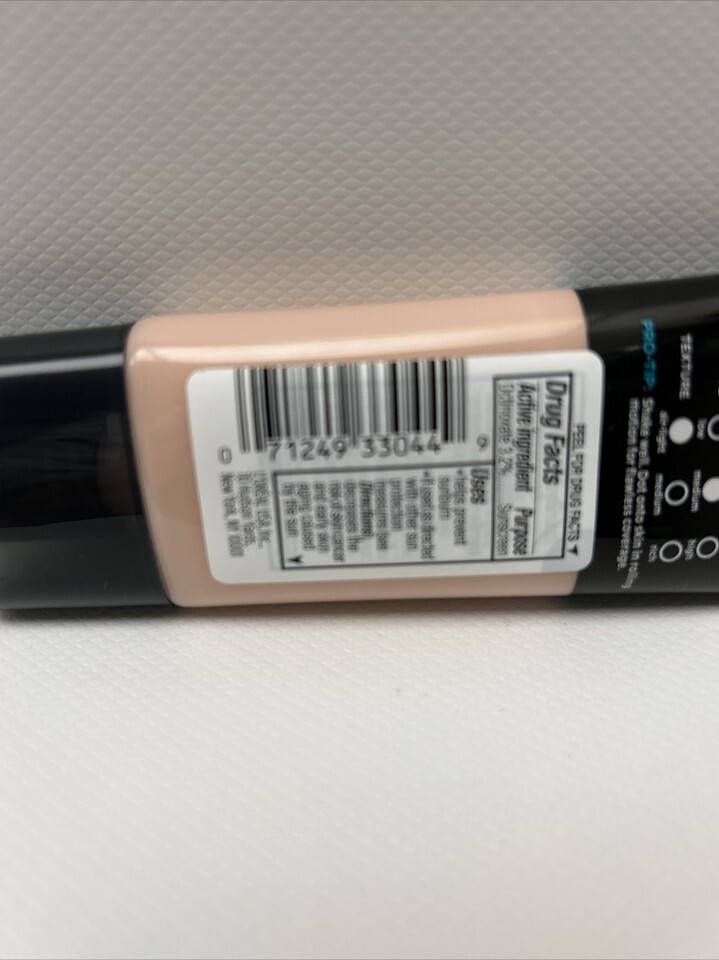 TEXTURE
air-light
medium
rich
low
medium
high
PRO-TIP: Shake well. Dot onto skin in rolling
motion for flawless coverage.
PEEL FOR DRUG FACTS
Drug Facts
Active Ingredient Purpose
Octinoxate 3.2% Sunscreen
Uses
•helps prevent
sunburn
•if used as directed
with other sun
protection
measures (see
Directions)
decreases the
risk of skin cancer
and early skin
aging caused
by the sun
L'ORÉAL USA, Inc.
10 Hudson Yards,
New York, NY 10001
71249 33044 9